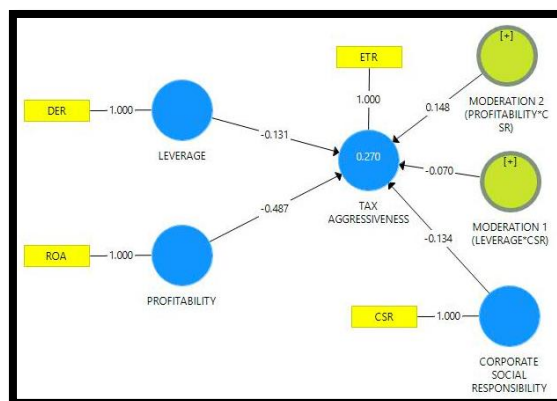 ETR
[+]
DER
1.000
1.000
0.148
MODERATION 2
(PROFITABILITY*C
SR)
LEVERAGE
-0.131
0.270
[+]
-0.070
TAX
AGGRESSIVENESS
-0.487
MODERATION 1
(LEVERAGE*CSR)
-0.134
ROA
1.000
PROFITABILITY
CSR
1.000
CORPORATE
SOCIAL
RESPONSIBILITY